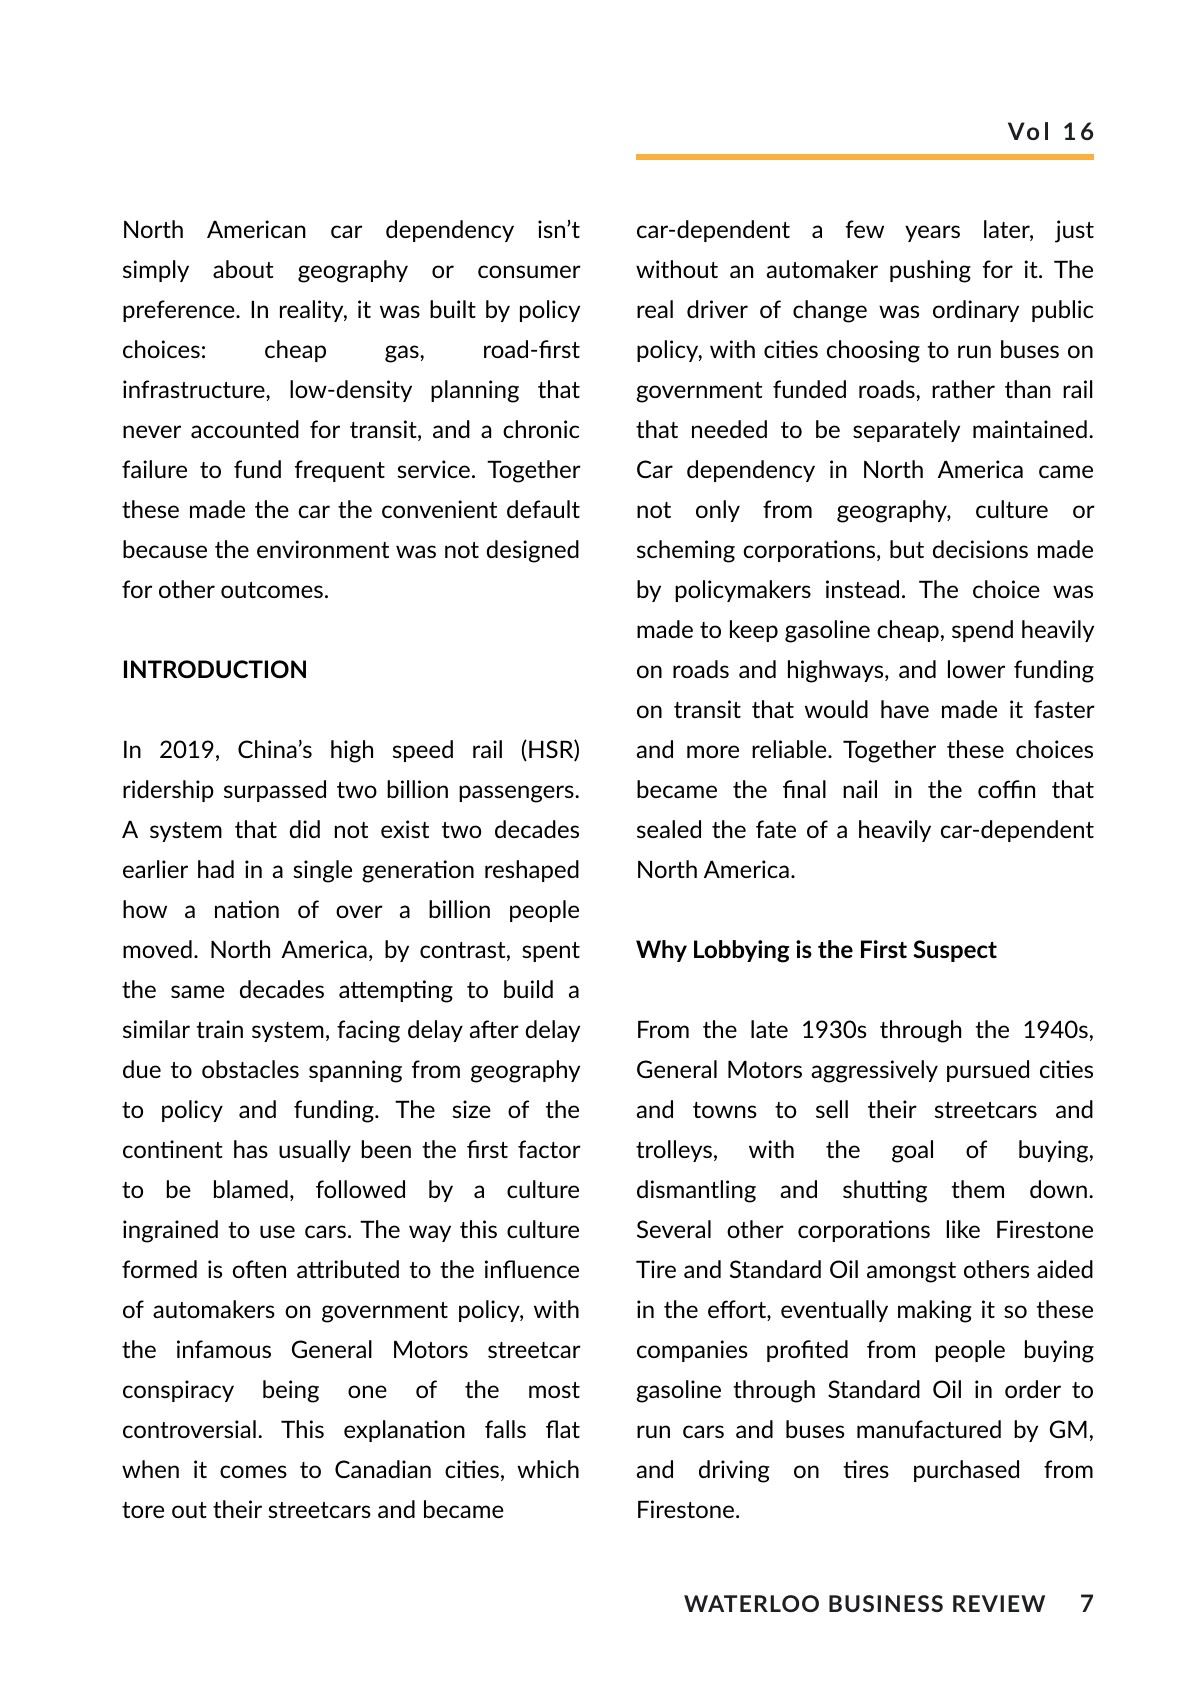 Vol 16
North American car dependency isn’t
simply about geography or consumer
preference. In reality, it was built by policy
choices: cheap gas, road-first
infrastructure, low-density planning that
never accounted for transit, and a chronic
failure to fund frequent service. Together
these made the car the convenient default
because the environment was not designed
for other outcomes.
INTRODUCTION
In 2019, China’s high speed rail (HSR)
ridership surpassed two billion passengers.
A system that did not exist two decades
earlier had in a single generation reshaped
how a nation of over a billion people
moved. North America, by contrast, spent
the same decades attempting to build a
similar train system, facing delay after delay
due to obstacles spanning from geography
to policy and funding. The size of the
continent has usually been the first factor
to be blamed, followed by a culture
ingrained to use cars. The way this culture
formed is often attributed to the influence
of automakers on government policy, with
the infamous General Motors streetcar
conspiracy being one of the most
controversial. This explanation falls flat
when it comes to Canadian cities, which
tore out their streetcars and became
car-dependent a few years later, just
without an automaker pushing for it. The
real driver of change was ordinary public
policy, with cities choosing to run buses on
government funded roads, rather than rail
that needed to be separately maintained.
Car dependency in North America came
not only from geography, culture or
scheming corporations, but decisions made
by policymakers instead. The choice was
made to keep gasoline cheap, spend heavily
on roads and highways, and lower funding
on transit that would have made it faster
and more reliable. Together these choices
became the final nail in the coffin that
sealed the fate of a heavily car-dependent
North America.
Why Lobbying is the First Suspect
From the late 1930s through the 1940s,
General Motors aggressively pursued cities
and towns to sell their streetcars and
trolleys, with the goal of buying,
dismantling and shutting them down.
Several other corporations like Firestone
Tire and Standard Oil amongst others aided
in the effort, eventually making it so these
companies profited from people buying
gasoline through Standard Oil in order to
run cars and buses manufactured by GM,
and driving on tires purchased from
Firestone.
WATERLOO BUSINESS REVIEW 7